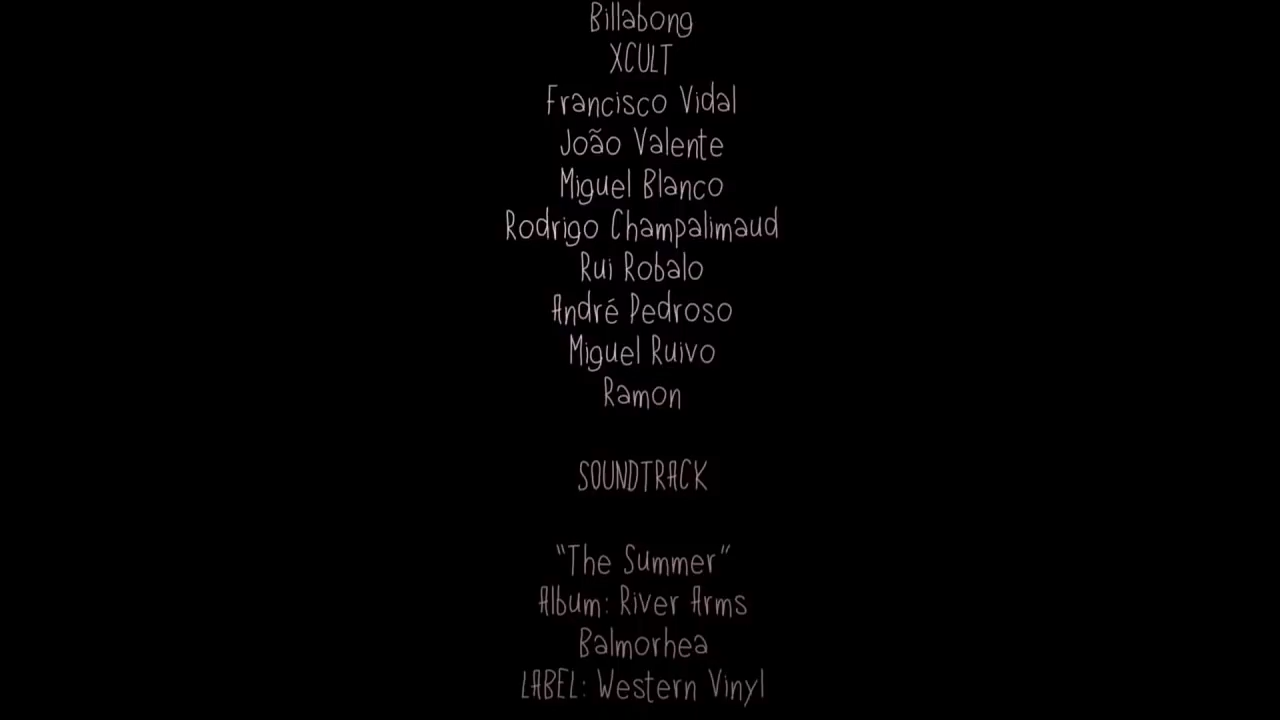 Billabong
XCULT
Francisco Vidal
João Valente
Miguel Blanco
Rodrigo Champalimaud
Rui Robalo
André Pedroso
Miguel Ruivo
Ramon
SOUNDTRACK
"The Summer"
Album: River Arms
Balmorhea
LABEL: Western Vinyl